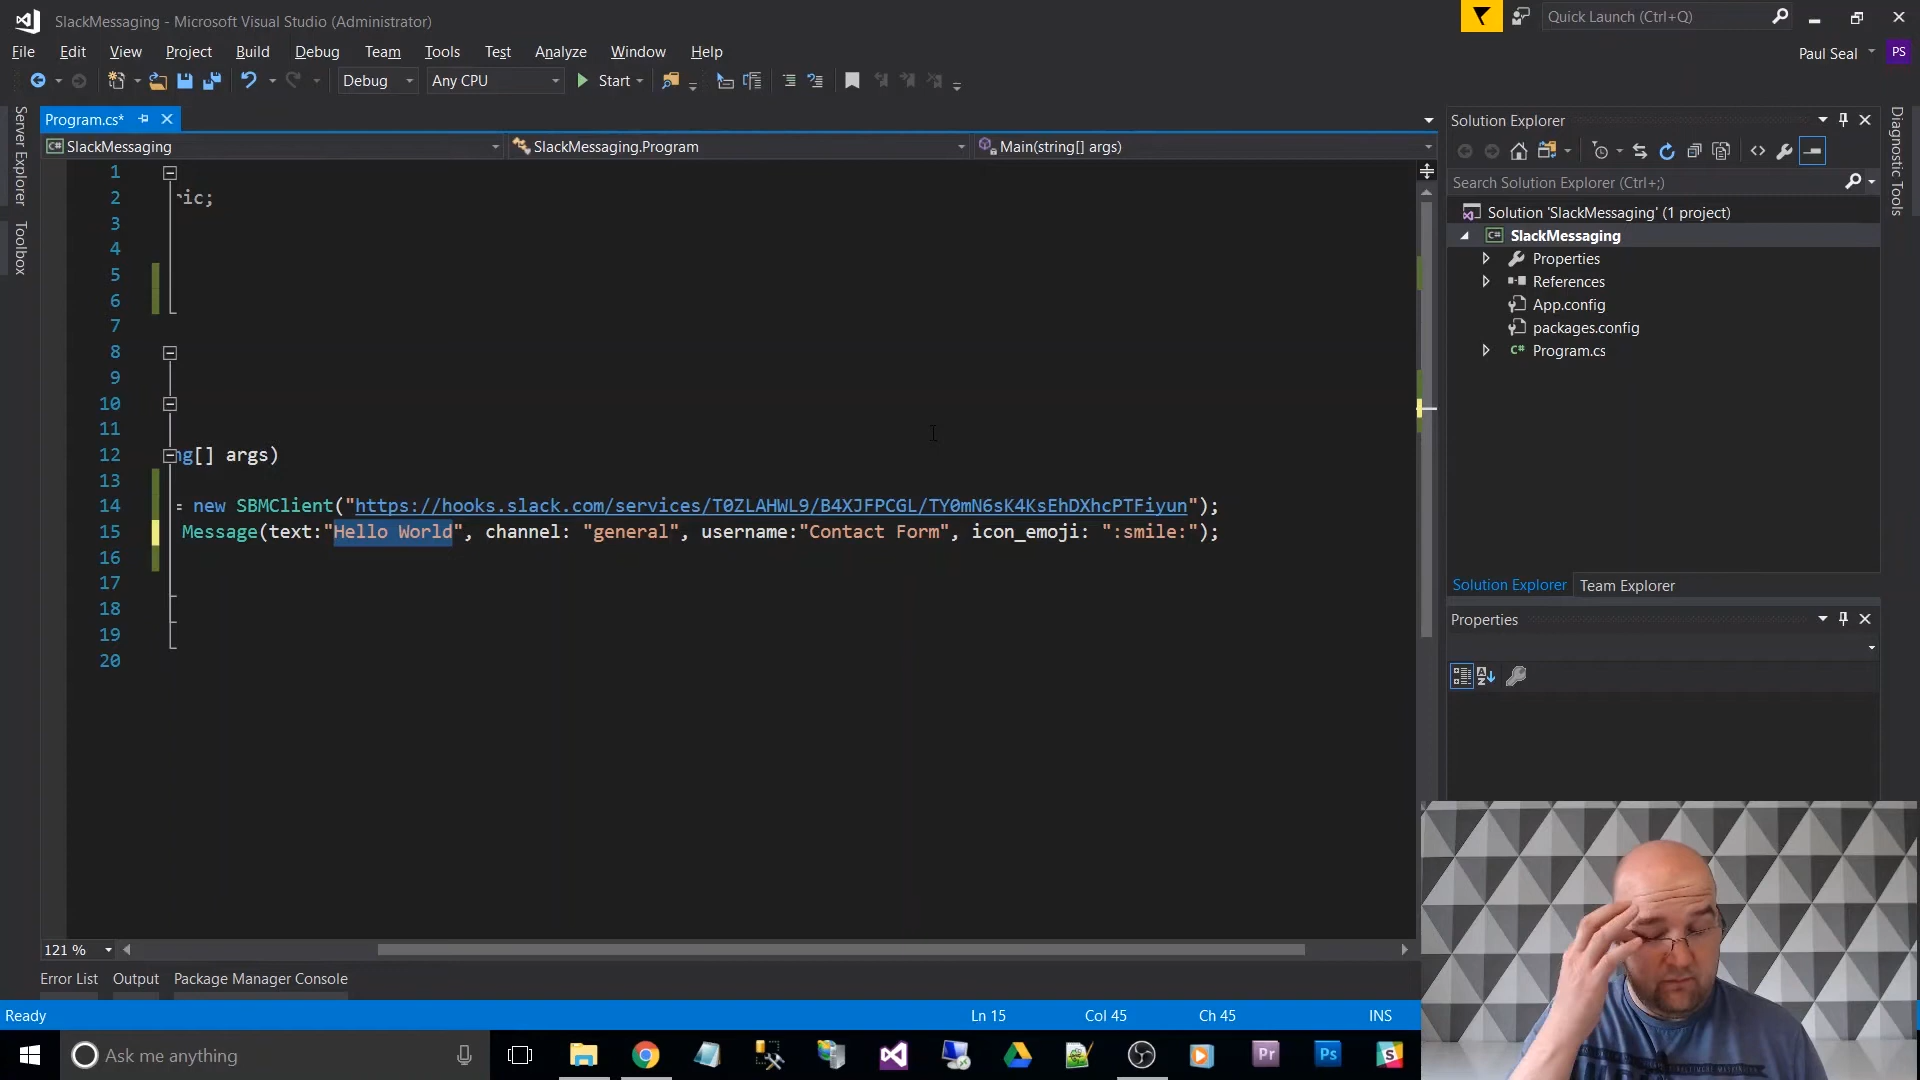 SlackMessaging - Microsoft Visual Studio (Administrator)
Quick Launch (Ctrl+Q)
File Edit View Project Build Debug Team Tools Test Analyze Window Help
Paul Seal PS
Debug Any CPU Start
Server Explorer
Toolbox
Program.cs*
SlackMessaging SlackMessaging.Program Main(string[] args)
1
2 ric;
3
4
5
6
7
8
9
10
11
12 ng[] args)
13
14 = new SBMClient("https://hooks.slack.com/services/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");
15 Message(text:"Hello World", channel: "general", username:"Contact Form", icon_emoji: ":smile:");
16
17
18
19
20
121 %
Error List Output Package Manager Console
Ready Ln 15 Col 45 Ch 45 INS
Solution Explorer
Search Solution Explorer (Ctrl+;)
Solution 'SlackMessaging' (1 project)
C# SlackMessaging
Properties
References
App.config
packages.config
C# Program.cs
Solution Explorer Team Explorer
Properties
Diagnostic Tools
Ask me anything
Pr Ps